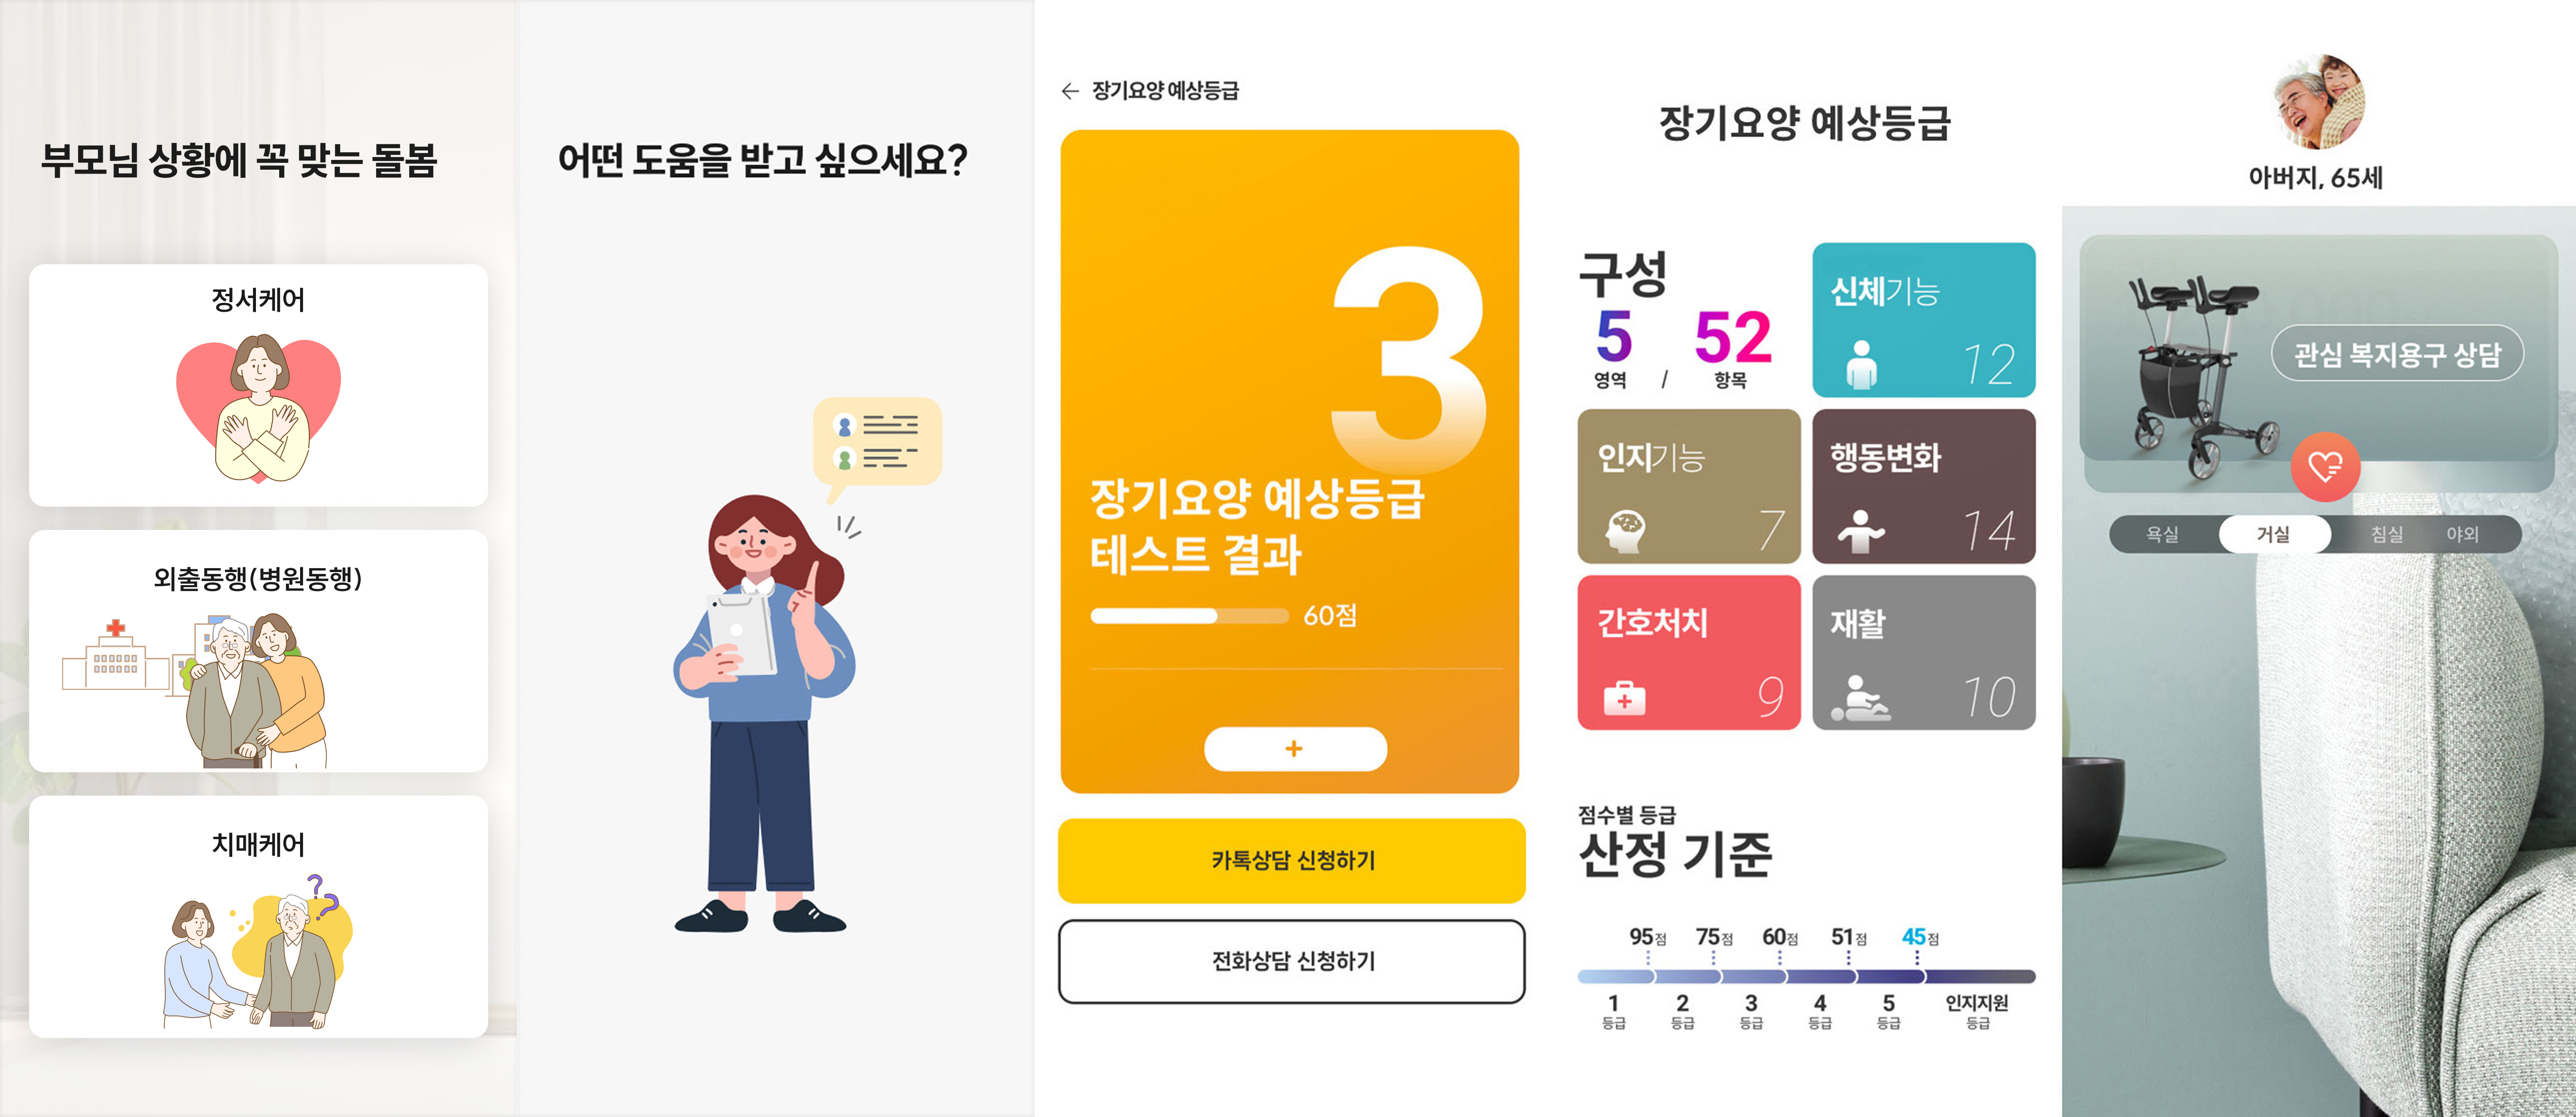 부모님 상황에 꼭 맞는 돌봄
정서케어
외출동행(병원동행)
치매케어
어떤 도움을 받고 싶으세요?
← 장기요양 예상등급
3
장기요양 예상등급
테스트 결과
60점
+
카톡상담 신청하기
전화상담 신청하기
장기요양 예상등급
구성
5 52
영역 / 항목
신체기능
12
인지기능
7
행동변화
14
간호처치
9
재활
10
점수별 등급
산정 기준
95점 75점 60점 51점 45점
1 2 3 4 5 인지지원
등급 등급 등급 등급 등급 등급
아버지, 65세
관심 복지용구 상담
욕실 거실 침실 야외